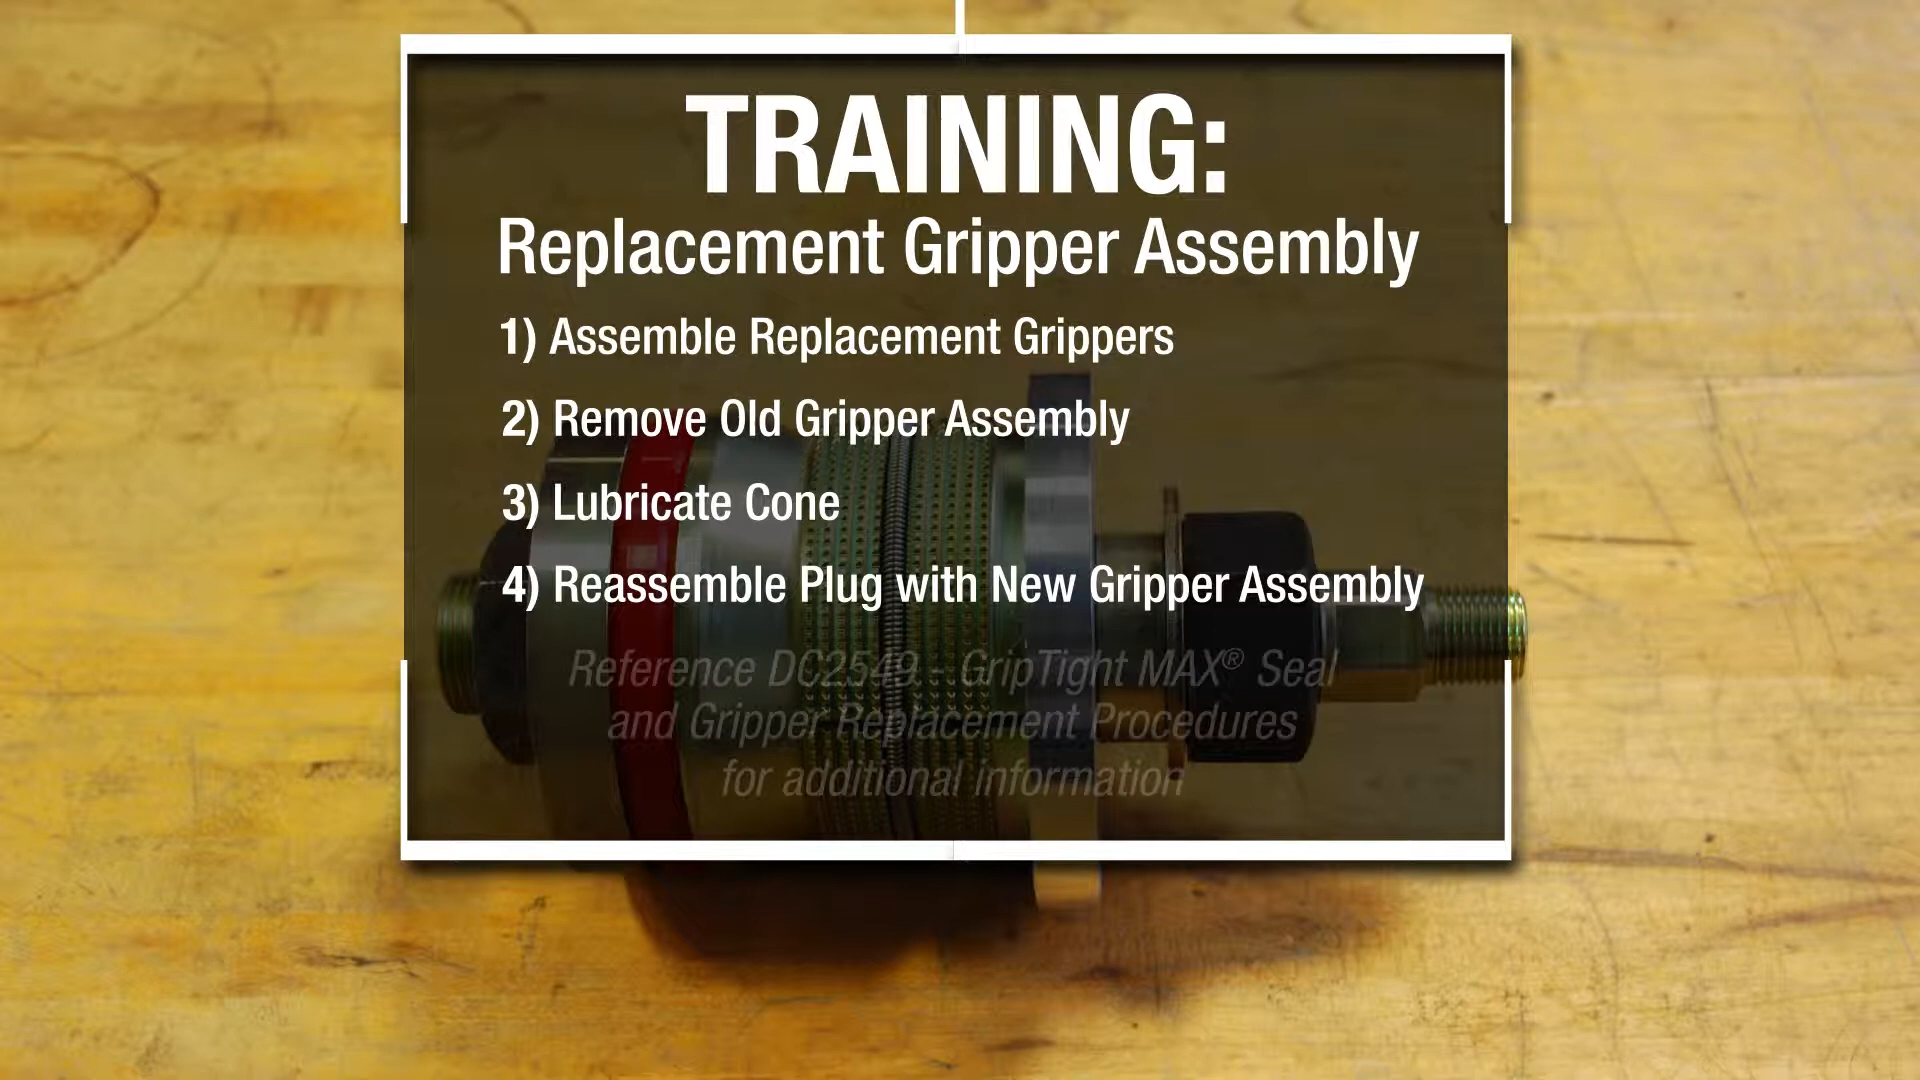 TRAINING:
Replacement Gripper Assembly
1) Assemble Replacement Grippers
2) Remove Old Gripper Assembly
3) Lubricate Cone
4) Reassemble Plug with New Gripper Assembly
Reference DC2549 - GripTight MAX® Seal
and Gripper Replacement Procedures
for additional information